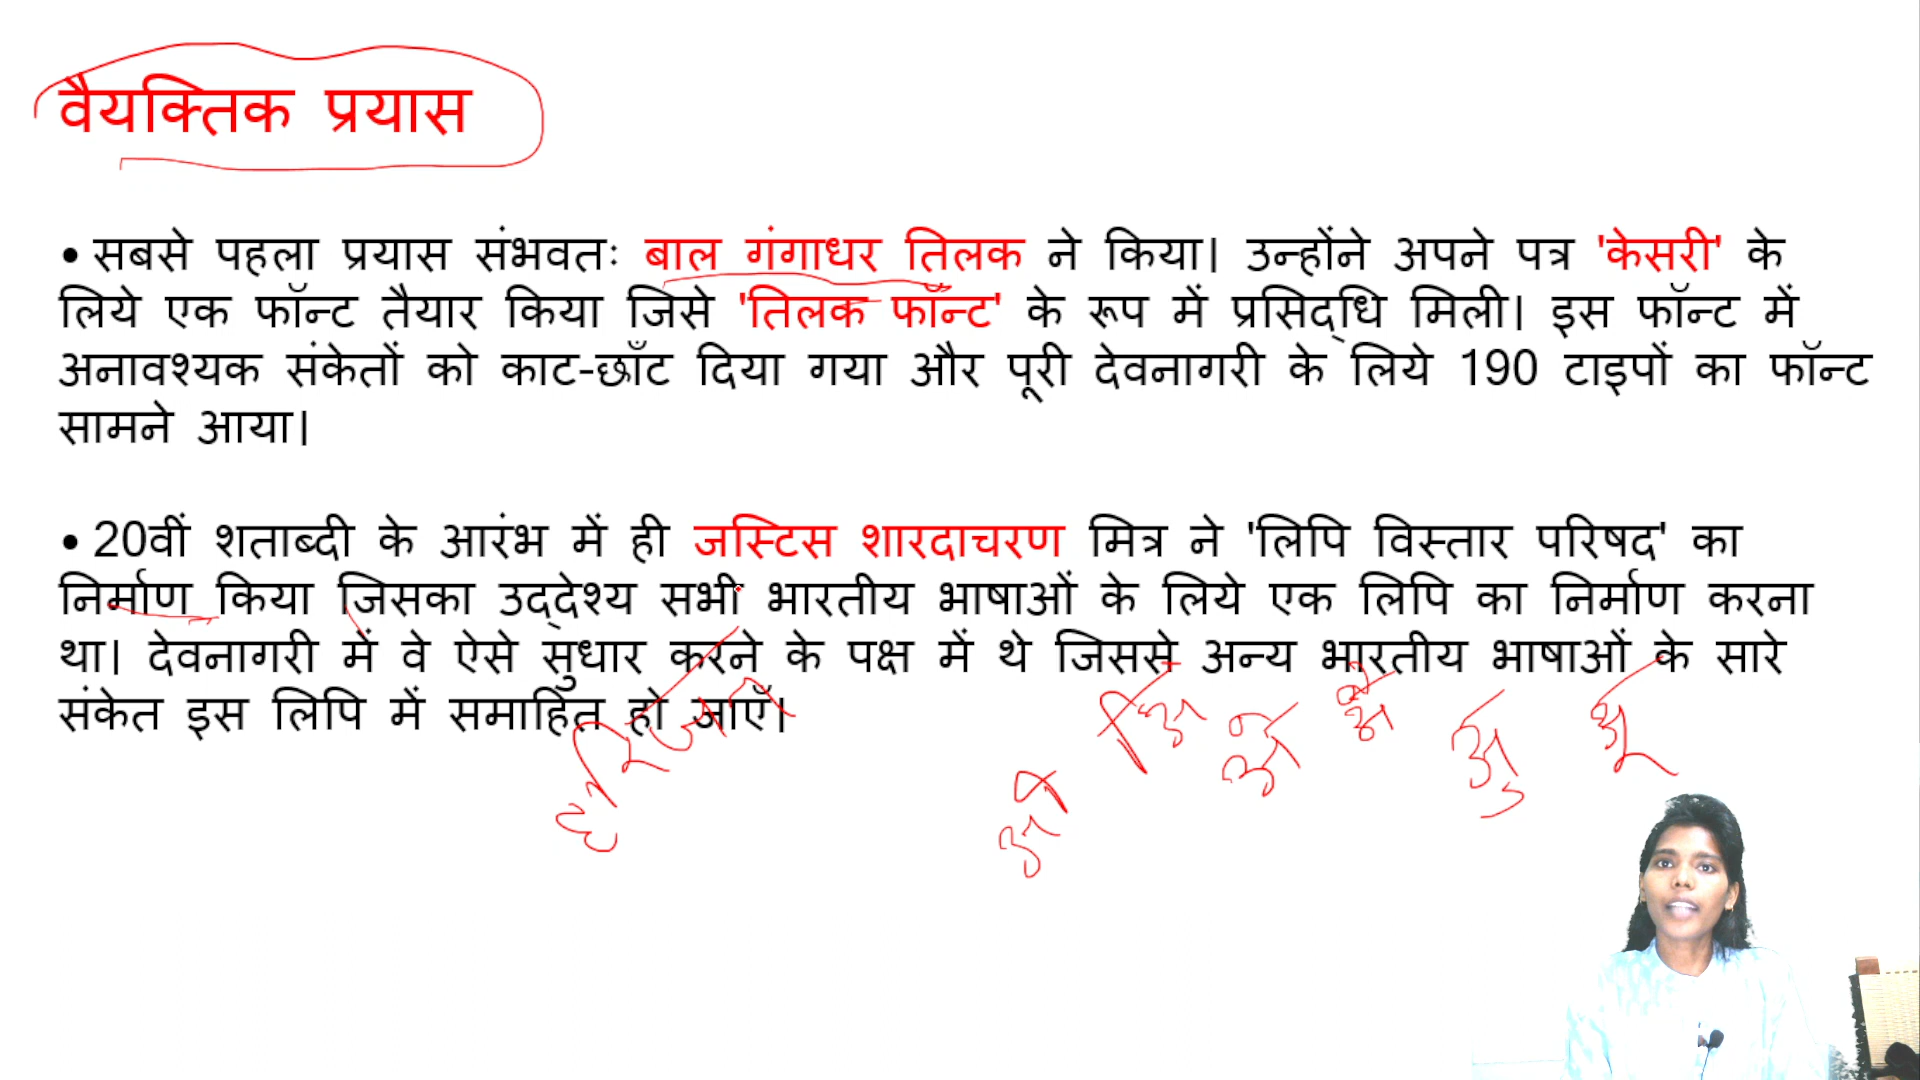 वैयक्तिक प्रयास
• सबसे पहला प्रयास संभवतः बाल गंगाधर तिलक ने किया। उन्होंने अपने पत्र 'केसरी' के
लिये एक फॉन्ट तैयार किया जिसे 'तिलक फॉन्ट' के रूप में प्रसिद्धि मिली। इस फॉन्ट में
अनावश्यक संकेतों को काट-छाँट दिया गया और पूरी देवनागरी के लिये 190 टाइपों का फॉन्ट
सामने आया।
• 20वीं शताब्दी के आरंभ में ही जस्टिस शारदाचरण मित्र ने 'लिपि विस्तार परिषद' का
निर्माण किया जिसका उद्देश्य सभी भारतीय भाषाओं के लिये एक लिपि का निर्माण करना
था। देवनागरी में वे ऐसे सुधार करने के पक्ष में थे जिससे अन्य भारतीय भाषाओं के सारे
संकेत इस लिपि में समाहित हो जाएँ।
हरिजन
अि अे अै अु अू